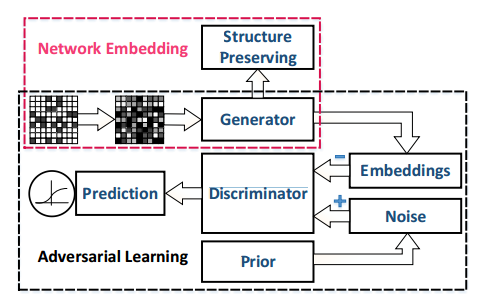 Network Embedding
Structure
Preserving
Generator
Embeddings
−
Discriminator
Prediction
+
Noise
Adversarial Learning
Prior